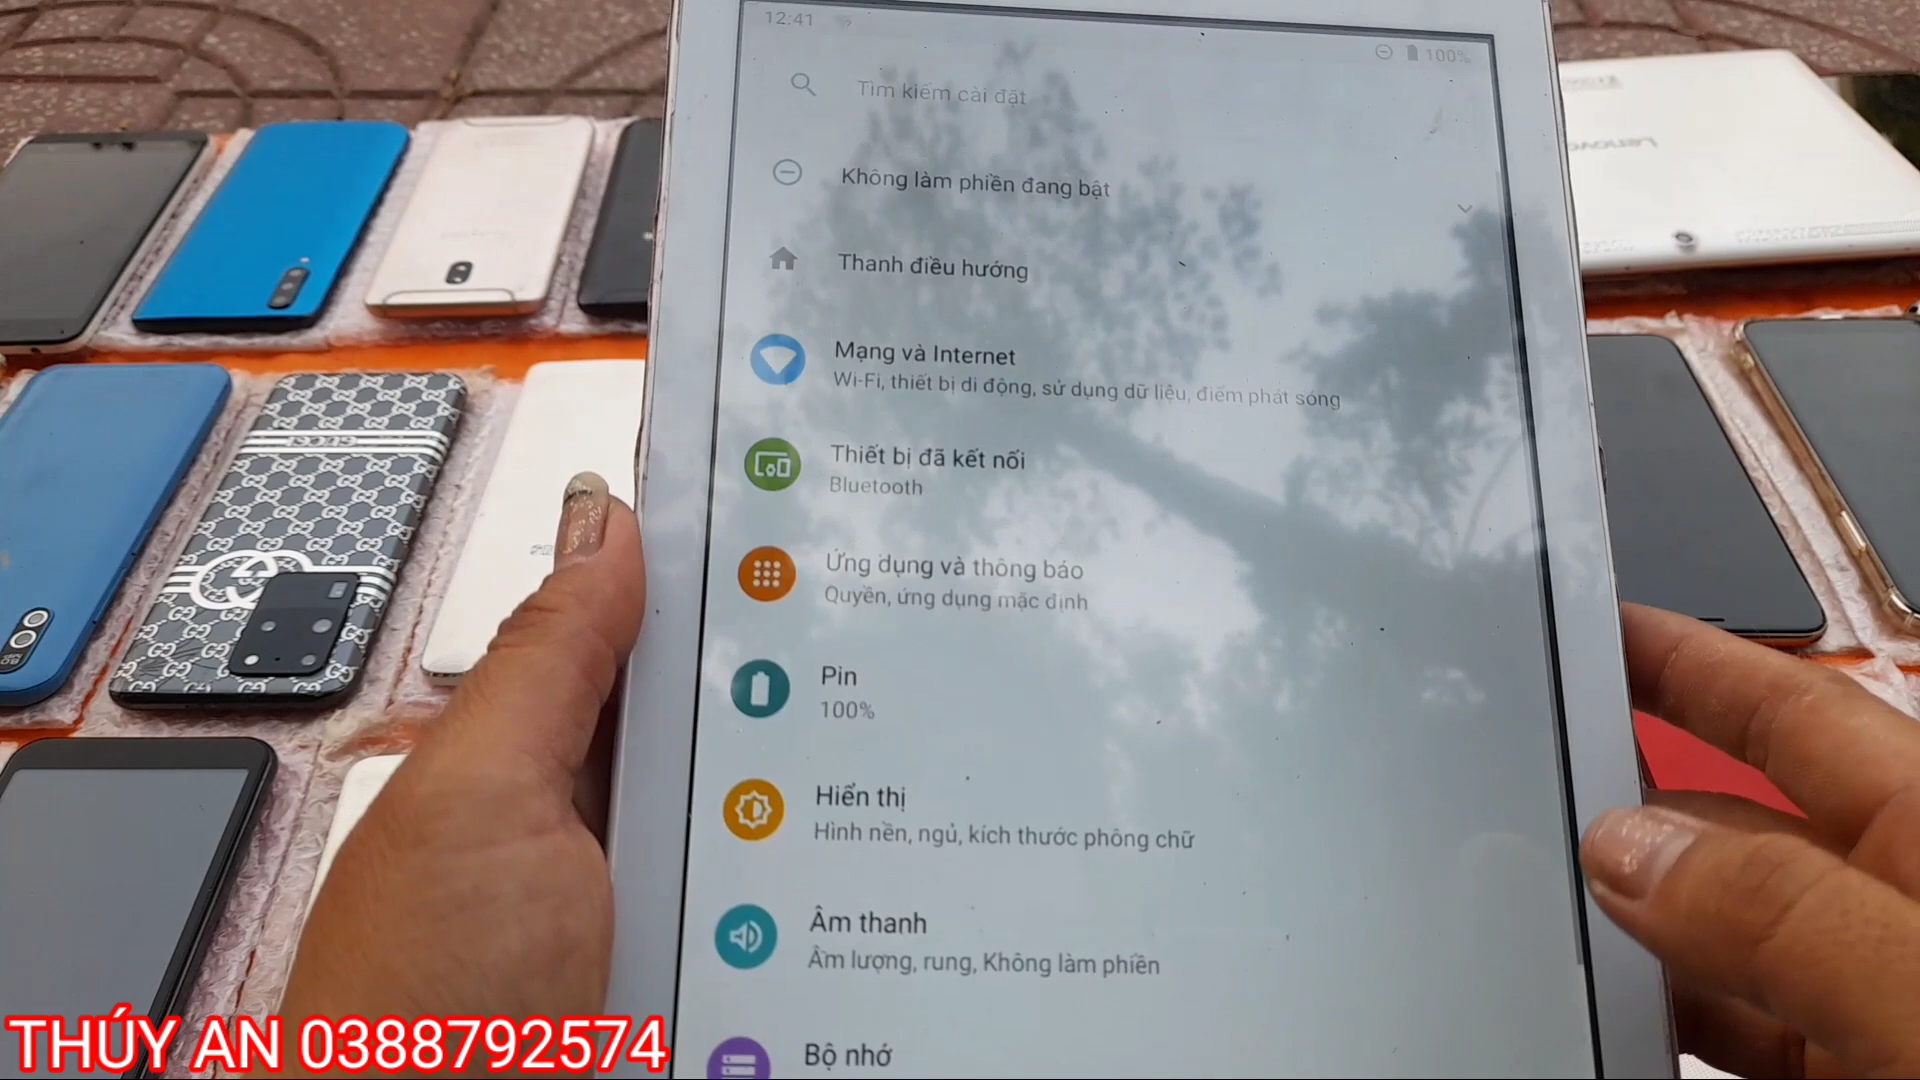 12:41
100%
Tìm kiếm cài đặt
Không làm phiền đang bật
Thanh điều hướng
Mạng và Internet
Wi-Fi, thiết bị di động, sử dụng dữ liệu, điểm phát sóng
Thiết bị đã kết nối
Bluetooth
Ứng dụng và thông báo
Quyền, ứng dụng mặc định
Pin
100%
Hiển thị
Hình nền, ngủ, kích thước phông chữ
Âm thanh
Âm lượng, rung, Không làm phiền
Bộ nhớ
Lenovo
GUCCI
THÚY AN 0388792574